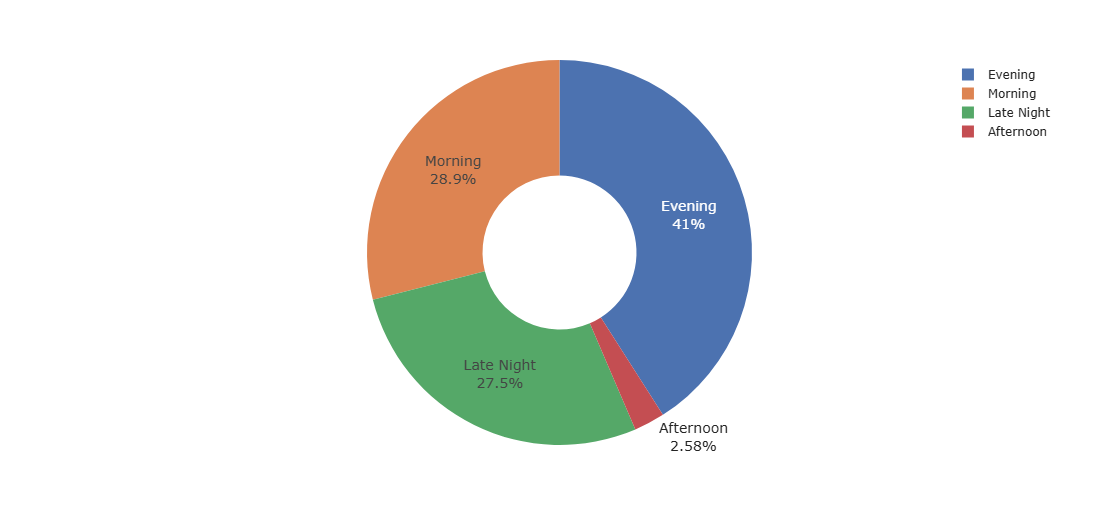 Morning
28.9%
Evening
41%
Late Night
27.5%
Afternoon
2.58%
Evening
Morning
Late Night
Afternoon